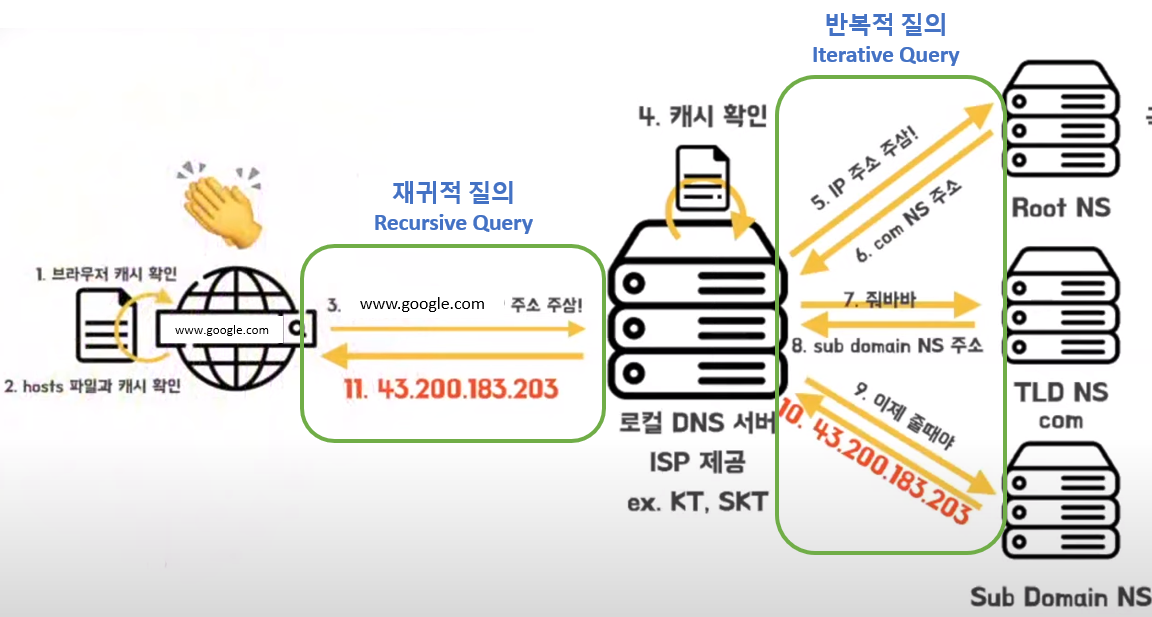 반복적 질의
Iterative Query
4. 캐시 확인
5. IP 주소 주삼!
6. com NS 주소
Root NS
재귀적 질의
Recursive Query
1. 브라우저 캐시 확인
www.google.com
2. hosts 파일과 캐시 확인
3. www.google.com 주소 주삼!
11. 43.200.183.203
7. 줘바바
8. sub domain NS 주소
TLD NS
com
로컬 DNS 서버
ISP 제공
ex. KT, SKT
9. 이제 줄때야
10. 43.200.183.203
Sub Domain NS